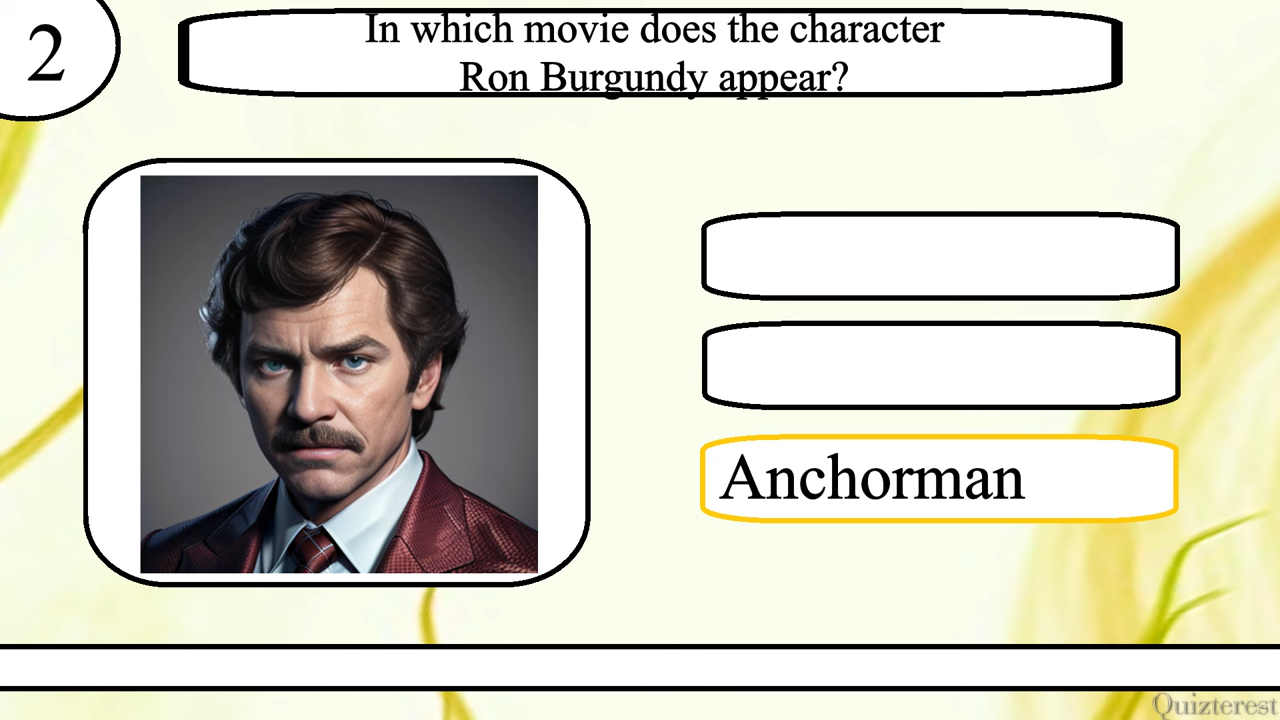 2
In which movie does the character
Ron Burgundy appear?
Anchorman
Quizterest